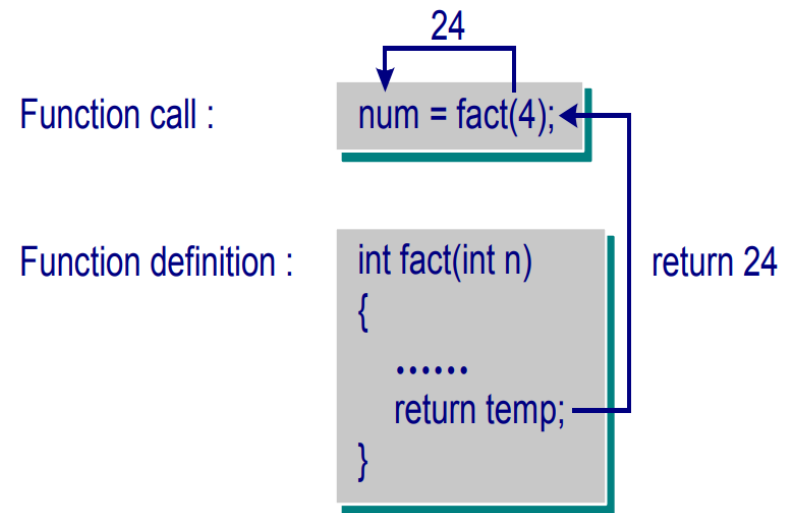 24
Function call :
num = fact(4);
Function definition :
int fact(int n)
{
......
return temp;
}
return 24